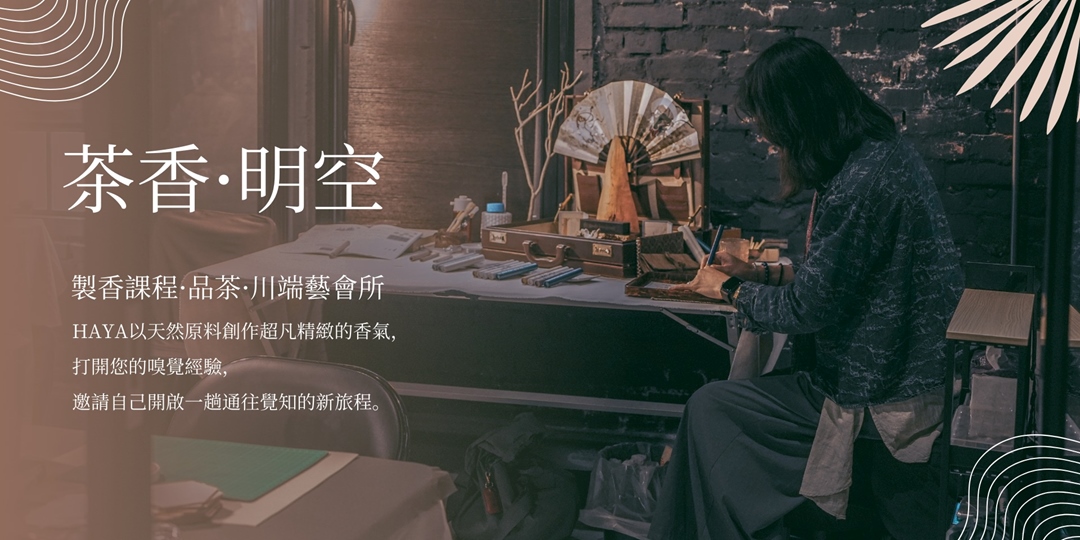 茶香·明空
製香課程·品茶·川端藝會所
HAYA以天然原料創作超凡精緻的香氣,
打開您的嗅覺經驗,
邀請自己開啟一趟通往覺知的新旅程。